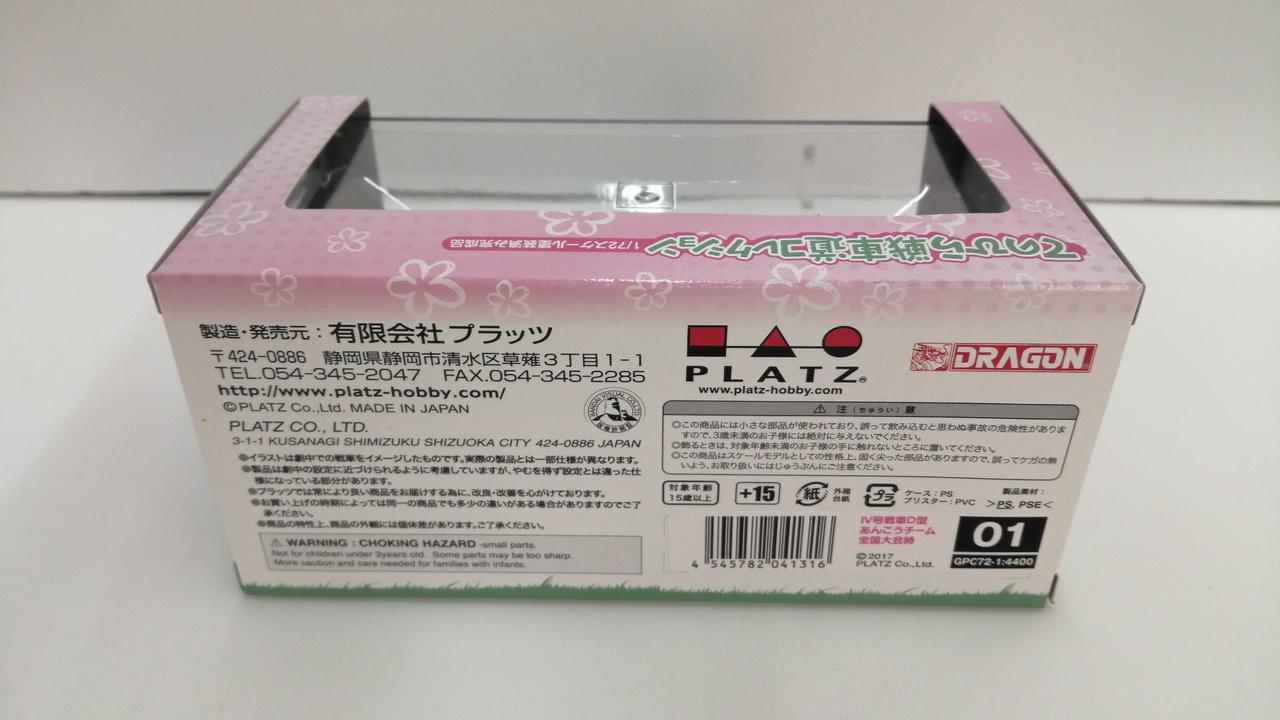 てのひら戦車道コレクション
1/72スケール塗装済み完成品
製造・発売元：有限会社プラッツ
〒424-0886 静岡県静岡市清水区草薙3丁目1-1
TEL.054-345-2047 FAX.054-345-2285
http://www.platz-hobby.com/
©PLATZ Co.,Ltd. MADE IN JAPAN
PLATZ CO., LTD.
3-1-1 KUSANAGI SHIMIZUKU SHIZUOKA CITY 424-0886 JAPAN
●イラストは劇中での戦車をイメージしたものです。実際の製品とは一部仕様が異なります。
●製品は劇中の設定に近づけられるように考慮していますが、やむを得ず設定とは違った仕
様になっている部分があります。
●プラッツでは常により良い商品をお届けする為に、改良・改善を心がけております。
●お買い上げの時期によっては同一の商品でも多少の違いがある場合がありますのでご了
承ください。
●商品の特性上、商品の外観には個体差があります。ご了承ください。
⚠ WARNING : CHOKING HAZARD -small parts.
Not for children under 3years old. Some parts may be too sharp.
More caution and care needed for families with infants.
PLATZ®
www.platz-hobby.com
DRAGON
⚠ 注（ちゅうい）意
◎この商品には小さな部品が使われており、誤って飲み込むと思わぬ事故の危険性がありま
すので、3歳未満のお子様には絶対に与えないでください。
◎飾るときは、対象年齢未満のお子様の手に触れないところに置いてください。
◎この商品はスケールモデルとしての性格上、固く尖った部品がありますので、誤ってケガの無
いよう、お取り扱いにはじゅうぶんにご注意ください。
対象年齢
15歳以上
+15
紙
外箱
台紙
プラ
ケース：PS
ブリスター：PVC
製品素材：
>PS, PSE<
4 545782 041316
IV号戦車D型
あんこうチーム
全国大会時
©2017
PLATZ Co.,Ltd.
01
GPC72-1:4400